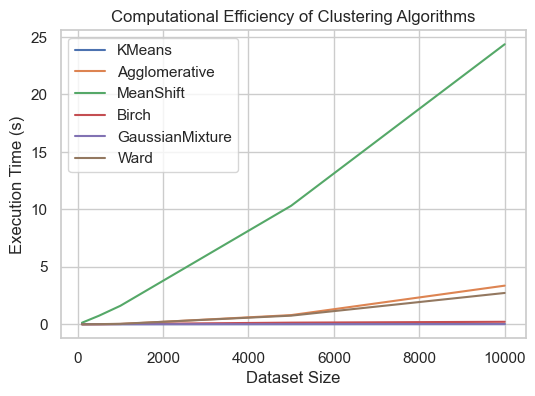 Computational Efficiency of Clustering Algorithms
KMeans
Agglomerative
MeanShift
Birch
GaussianMixture
Ward
Execution Time (s)
25
20
15
10
5
0
0 2000 4000 6000 8000 10000
Dataset Size